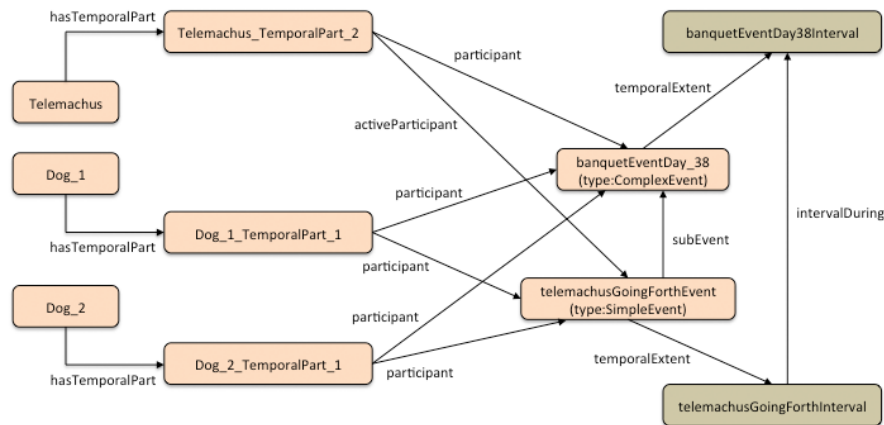 hasTemporalPart
Telemachus_TemporalPart_2
banquetEventDay38Interval
participant
temporalExtent
Telemachus
activeParticipant
banquetEventDay_38
(type:ComplexEvent)
Dog_1
participant
intervalDuring
hasTemporalPart
Dog_1_TemporalPart_1
subEvent
participant
telemachusGoingForthEvent
(type:SimpleEvent)
Dog_2
participant
temporalExtent
Dog_2_TemporalPart_1
participant
hasTemporalPart
telemachusGoingForthInterval